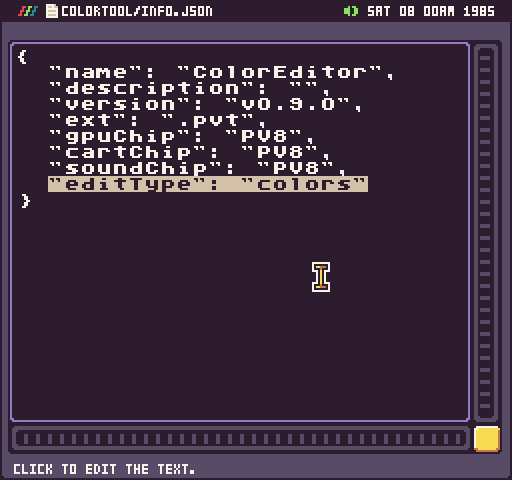 COLORTOOL/INFO.JSON
SAT 08 00AM 1985
{
"name": "ColorEditor",
"description": "",
"version": "v0.9.0",
"ext": ".pvt",
"gpuChip": "PV8",
"cartChip": "PV8",
"soundChip": "PV8",
"editType": "colors"
}
CLICK TO EDIT THE TEXT.